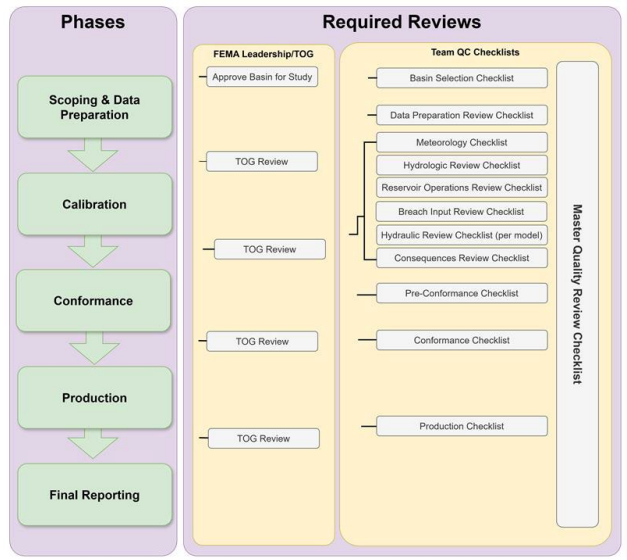 Phases
Scoping & Data
Preparation
Calibration
Conformance
Production
Final Reporting
Required Reviews
FEMA Leadership/TOG
Approve Basin for Study
TOG Review
TOG Review
TOG Review
TOG Review
Team QC Checklists
Basin Selection Checklist
Data Preparation Review Checklist
Meteorology Checklist
Hydrologic Review Checklist
Reservoir Operations Review Checklist
Breach Input Review Checklist
Hydraulic Review Checklist (per model)
Consequences Review Checklist
Pre-Conformance Checklist
Conformance Checklist
Production Checklist
Master Quality Review Checklist